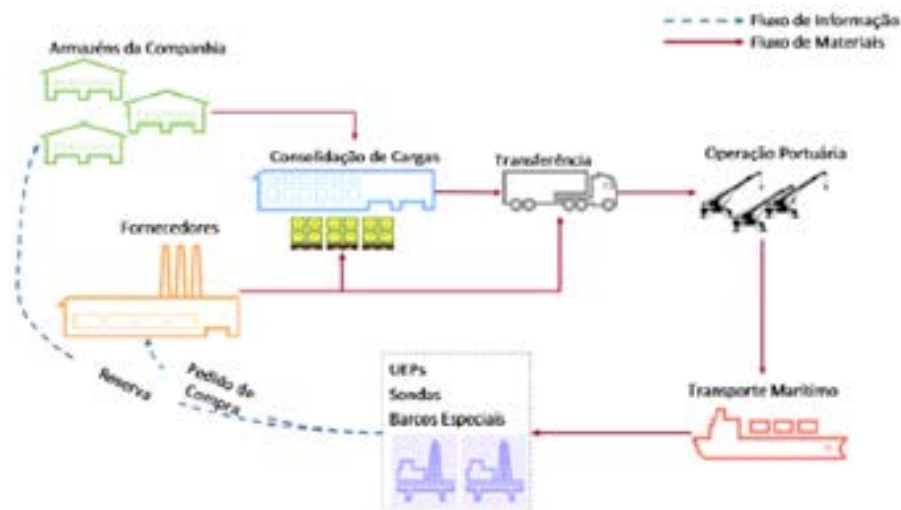 Fluxo de Informação
Fluxo de Materiais
Armazéns da Companhia
Consolidação de Cargas
Transferência
Operação Portuária
Fornecedores
Reserva
Pedido de
Compra
UEPs
Sondas
Barcos Especiais
Transporte Marítimo